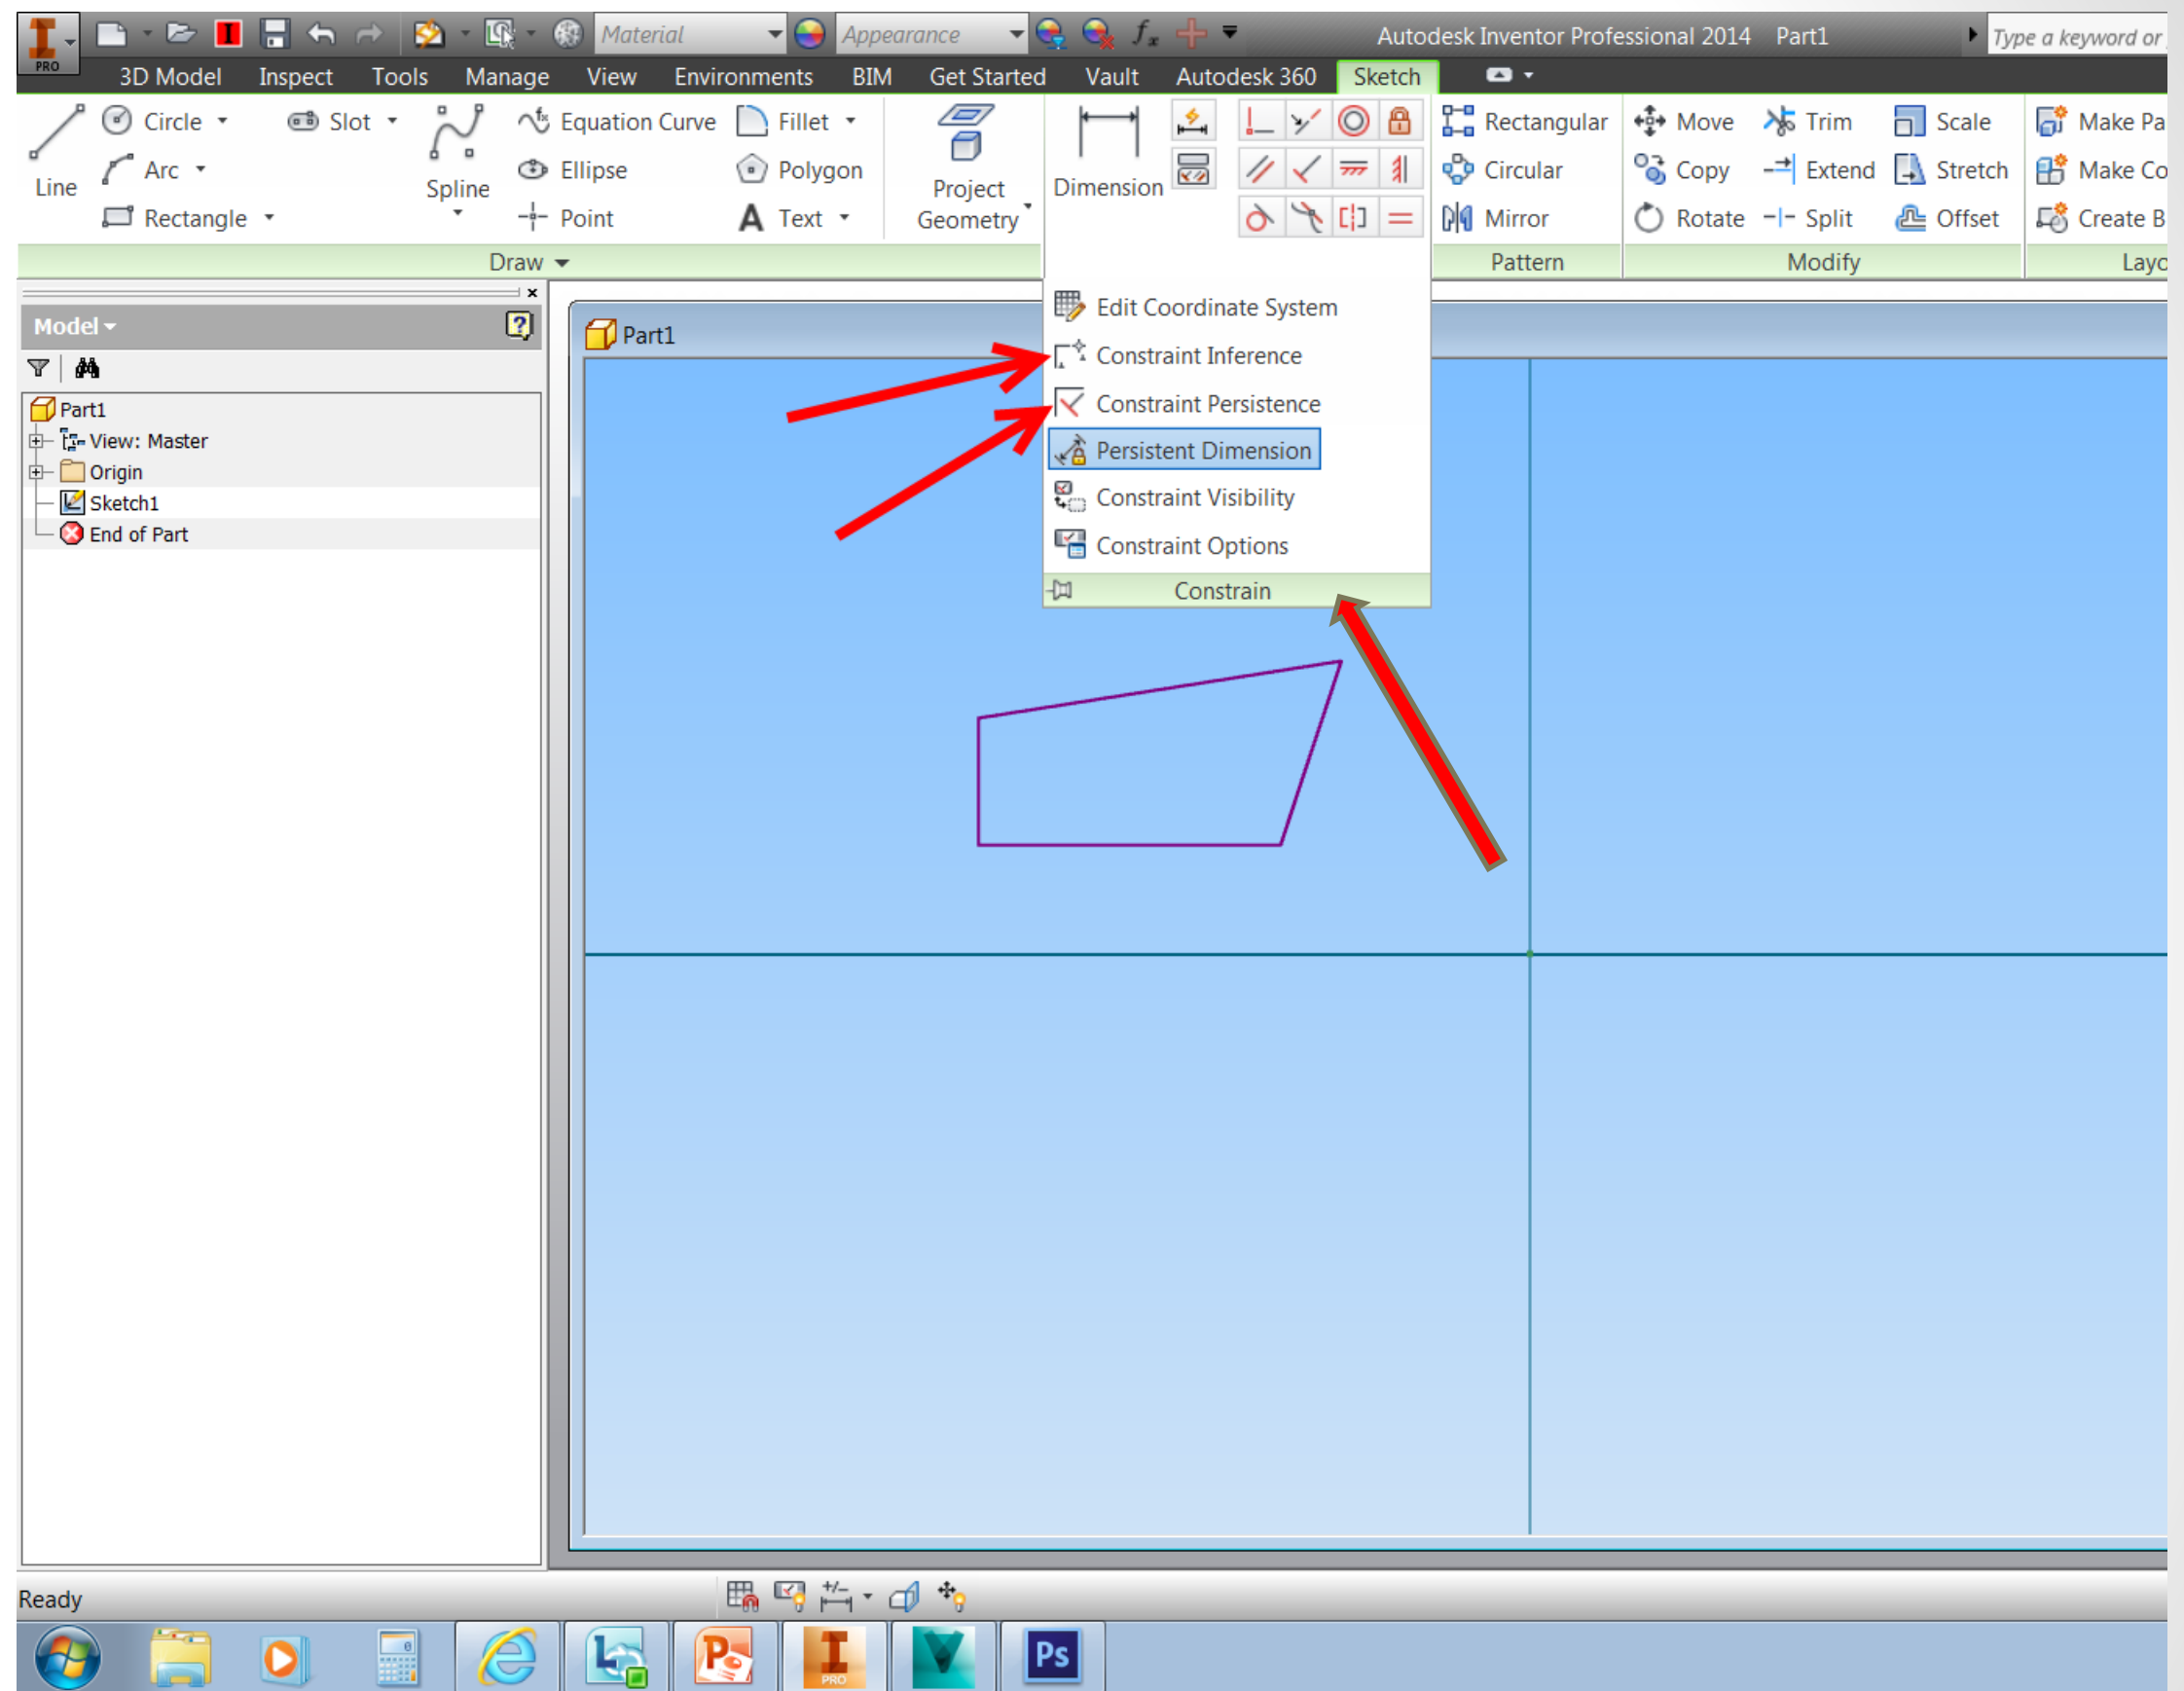 PRO
Material
Appearance
fx
Autodesk Inventor Professional 2014 Part1
Type a keyword or
3D Model Inspect Tools Manage View Environments BIM Get Started Vault Autodesk 360 Sketch
Line
Circle
Arc
Rectangle
Slot
Spline
Equation Curve
Ellipse
Point
Fillet
Polygon
A Text
Project
Geometry
Dimension
Rectangular
Circular
Mirror
Move
Copy
Rotate
Trim
Extend
Split
Scale
Stretch
Offset
Make Pa
Make Co
Create B
Draw
Pattern
Modify
Layo
Edit Coordinate System
Constraint Inference
Constraint Persistence
Persistent Dimension
Constraint Visibility
Constraint Options
Constrain
Model
Part1
View: Master
Origin
Sketch1
End of Part
Part1
Ready
PRO
Ps